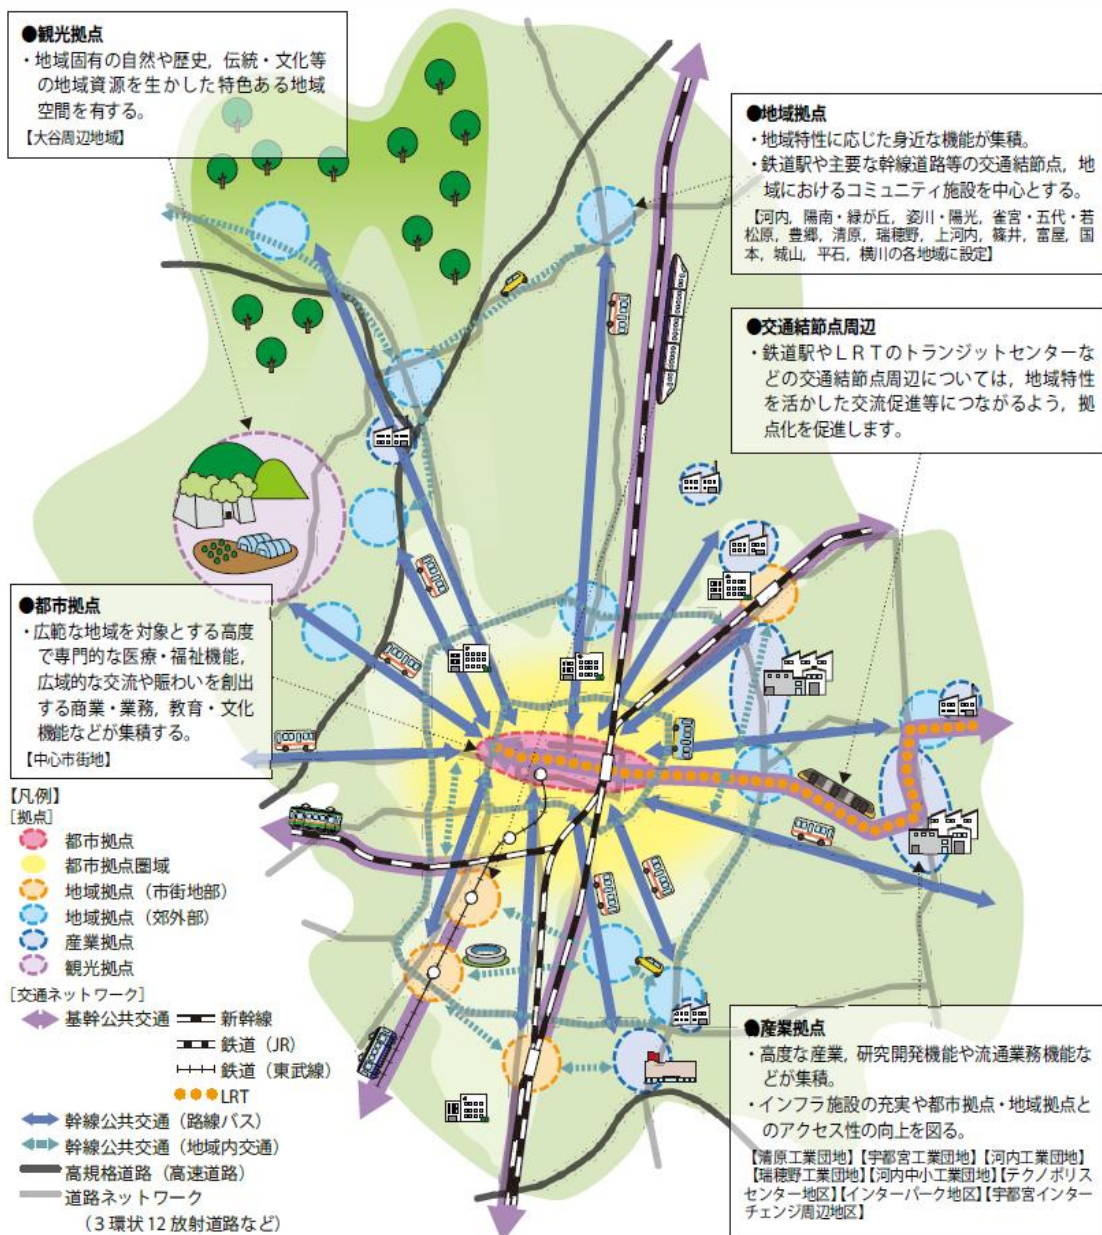 ●観光拠点
・地域固有の自然や歴史，伝統・文化等
の地域資源を生かした特色ある地域
空間を有する。
【大谷周辺地域】
●地域拠点
・地域特性に応じた身近な機能が集積。
・鉄道駅や主要な幹線道路等の交通結節点，地
域におけるコミュニティ施設を中心とする。
【河内，陽南・緑が丘，姿川・陽光，雀宮・五代・若
松原，豊郷，清原，瑞穂野，上河内，篠井，富屋，国
本，城山，平石，横川の各地域に設定】
●交通結節点周辺
・鉄道駅やＬＲＴのトランジットセンターな
どの交通結節点周辺については，地域特性
を活かした交流促進等につながるよう，拠
点化を促進します。
●都市拠点
・広範な地域を対象とする高度
で専門的な医療・福祉機能，
広域的な交流や賑わいを創出
する商業・業務，教育・文化
機能などが集積する。
【中心市街地】
【凡例】
［拠点］
都市拠点
都市拠点圏域
地域拠点（市街地部）
地域拠点（郊外部）
産業拠点
観光拠点
［交通ネットワーク］
基幹公共交通 新幹線
鉄道（JR）
鉄道（東武線）
LRT
幹線公共交通（路線バス）
幹線公共交通（地域内交通）
高規格道路（高速道路）
道路ネットワーク
（３環状 12 放射道路など）
●産業拠点
・高度な産業，研究開発機能や流通業務機能な
どが集積。
・インフラ施設の充実や都市拠点・地域拠点と
のアクセス性の向上を図る。
【清原工業団地】【宇都宮工業団地】【河内工業団地】
【瑞穂野工業団地】【河内中小工業団地】【テクノポリス
センター地区】【インターパーク地区】【宇都宮インター
チェンジ周辺地区】